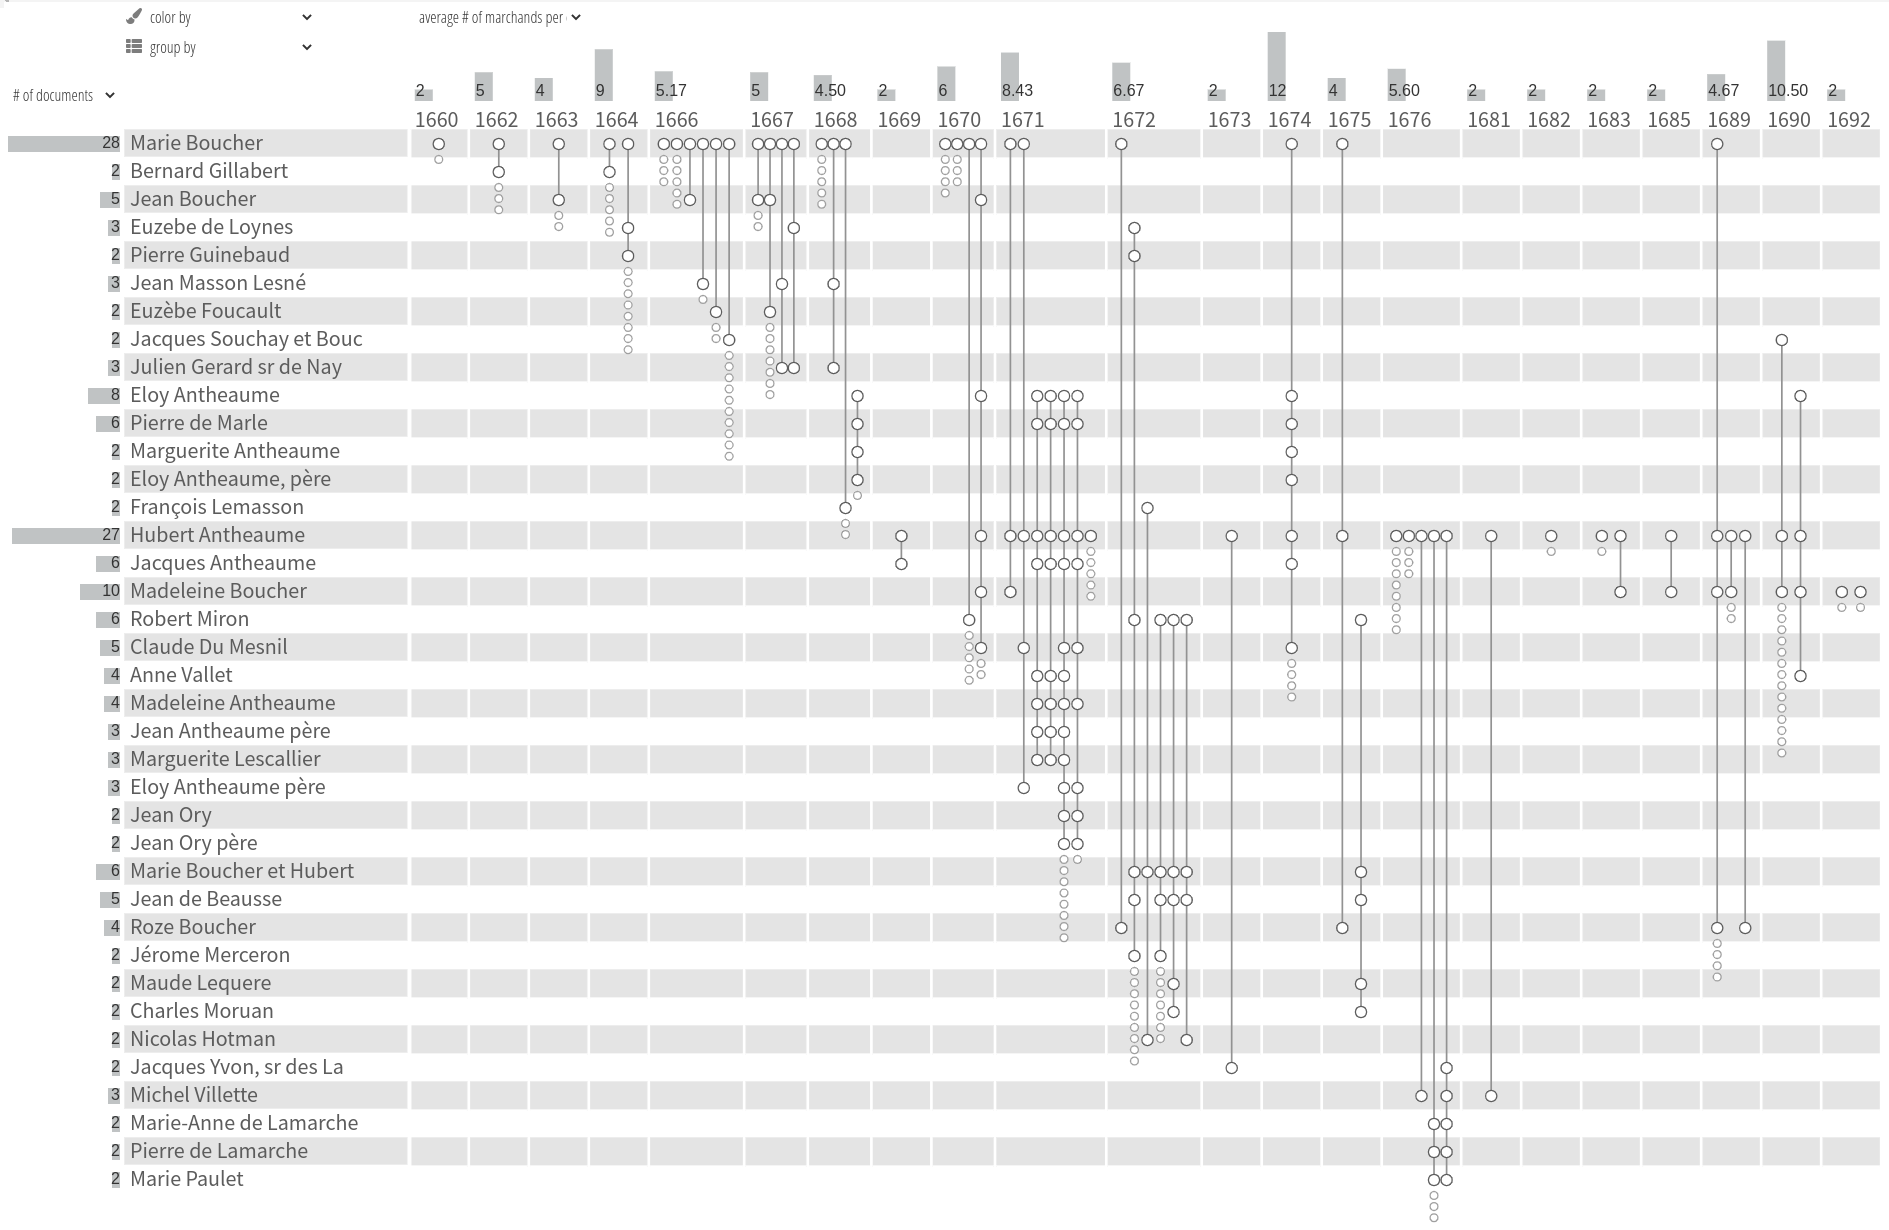 color by
average # of marchands per
group by
# of documents
2 5 4 9 5.17 5 4.50 2 6 8.43 6.67 2 12 4 5.60 2 2 2 2 4.67 10.50 2
1660 1662 1663 1664 1666 1667 1668 1669 1670 1671 1672 1673 1674 1675 1676 1681 1682 1683 1685 1689 1690 1692
28 Marie Boucher
2 Bernard Gillabert
5 Jean Boucher
3 Euzebe de Loynes
2 Pierre Guinebaud
3 Jean Masson Lesné
2 Euzèbe Foucault
2 Jacques Souchay et Bouc
3 Julien Gerard sr de Nay
8 Eloy Antheaume
6 Pierre de Marle
2 Marguerite Antheaume
2 Eloy Antheaume, père
2 François Lemasson
27 Hubert Antheaume
6 Jacques Antheaume
10 Madeleine Boucher
6 Robert Miron
5 Claude Du Mesnil
4 Anne Vallet
4 Madeleine Antheaume
3 Jean Antheaume père
3 Marguerite Lescallier
3 Eloy Antheaume père
2 Jean Ory
2 Jean Ory père
6 Marie Boucher et Hubert
5 Jean de Beausse
4 Roze Boucher
2 Jérome Merceron
2 Maude Lequere
2 Charles Moruan
2 Nicolas Hotman
2 Jacques Yvon, sr des La
3 Michel Villette
2 Marie-Anne de Lamarche
2 Pierre de Lamarche
2 Marie Paulet